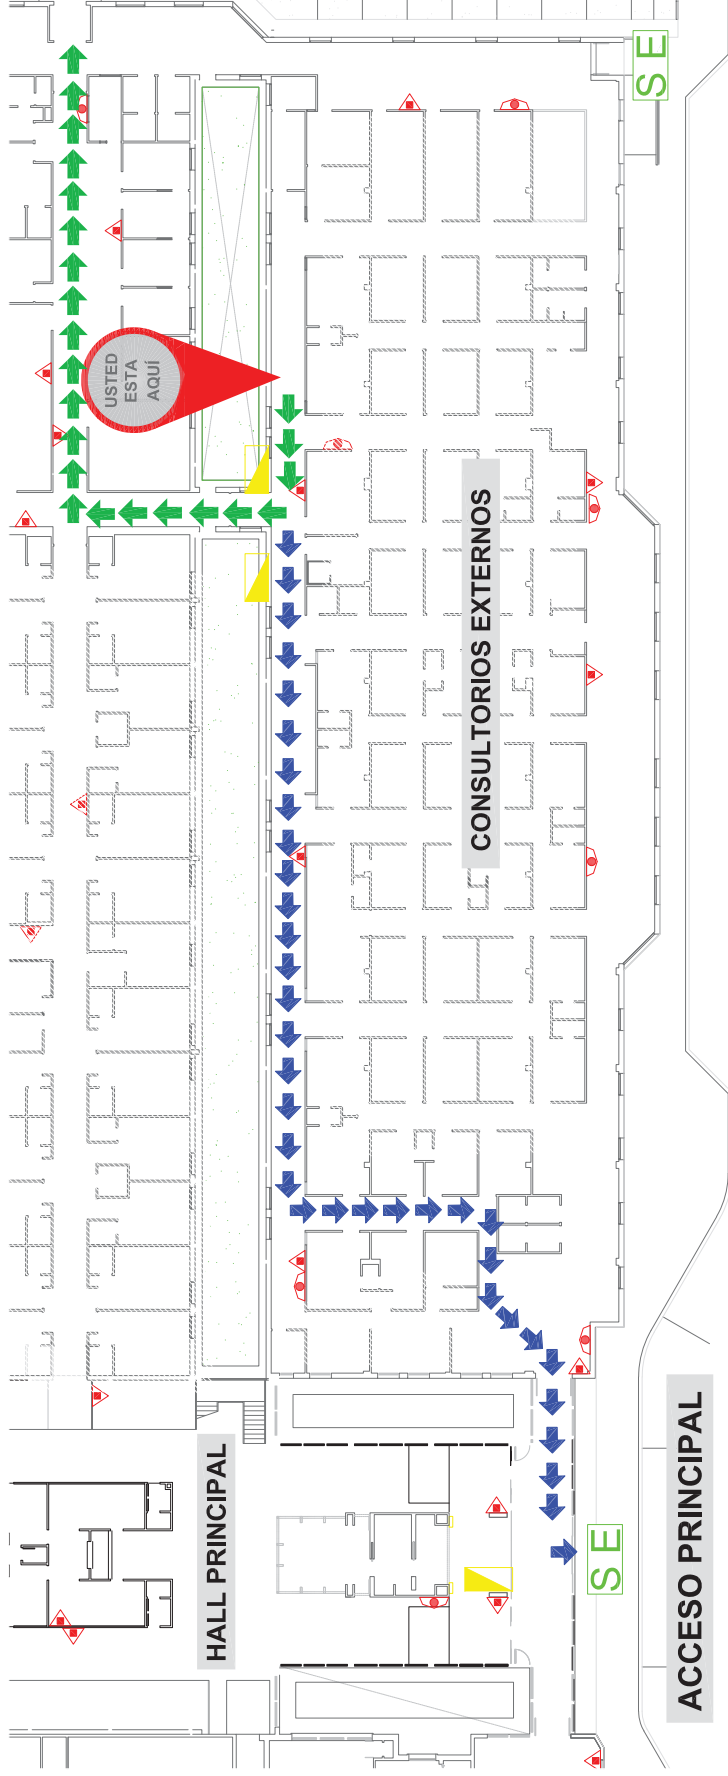 S E
USTED
ESTA
AQUÍ
CONSULTORIOS EXTERNOS
HALL PRINCIPAL
S E
ACCESO PRINCIPAL